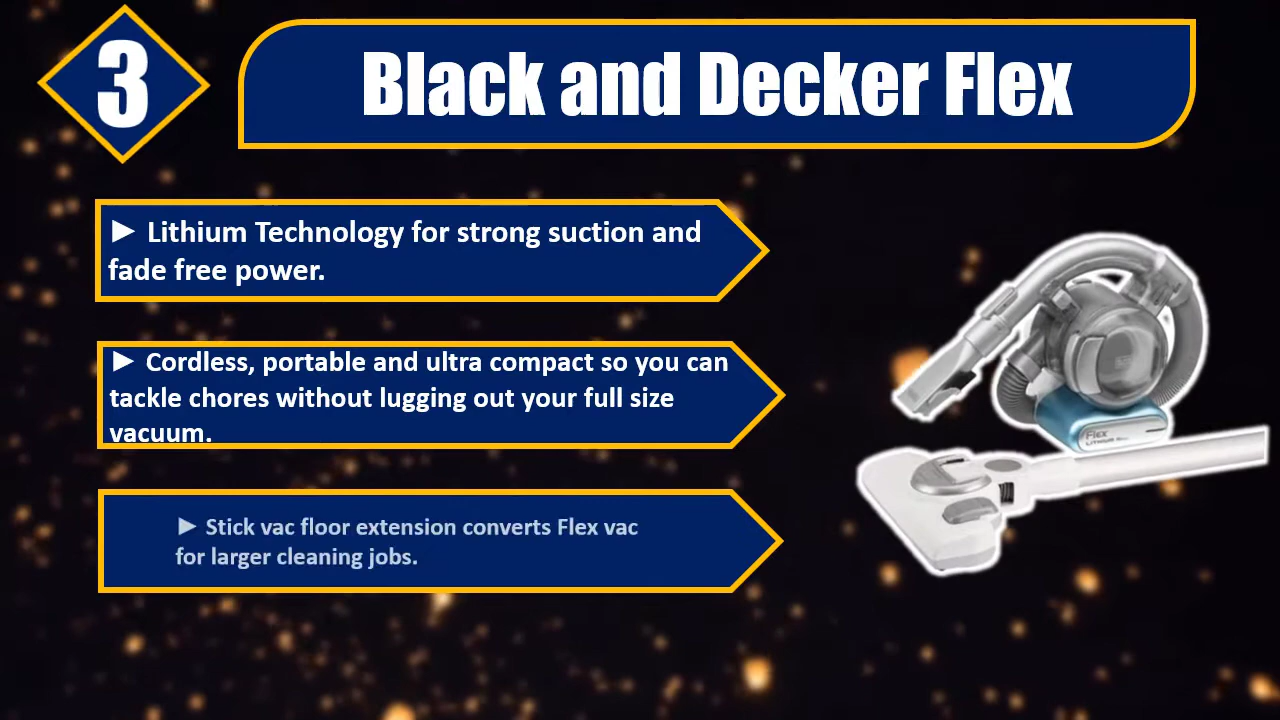 3
Black and Decker Flex
► Lithium Technology for strong suction and
fade free power.
► Cordless, portable and ultra compact so you can
tackle chores without lugging out your full size
vacuum.
► Stick vac floor extension converts Flex vac
for larger cleaning jobs.
Flex
LITHIUM